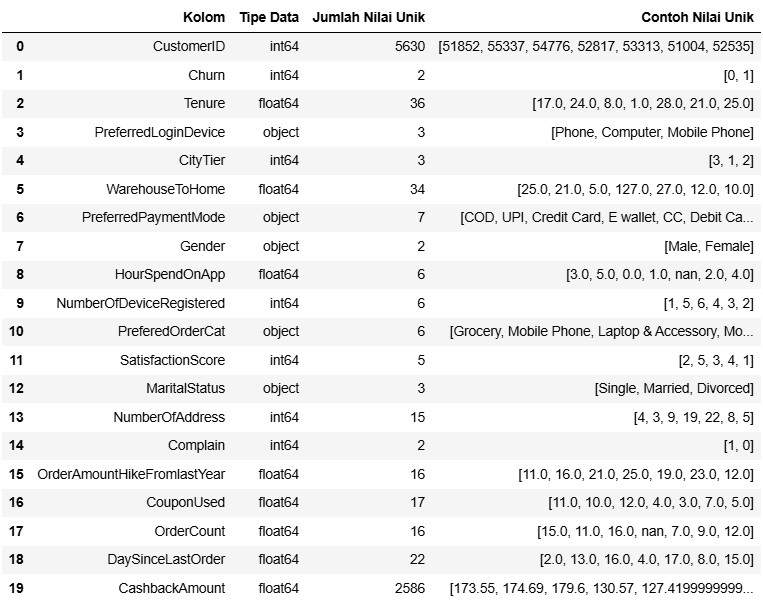 Kolom Tipe Data Jumlah Nilai Unik Contoh Nilai Unik
0 CustomerID int64 5630 [51852, 55337, 54776, 52817, 53313, 51004, 52535]
1 Churn int64 2 [0, 1]
2 Tenure float64 36 [17.0, 24.0, 8.0, 1.0, 28.0, 21.0, 25.0]
3 PreferredLoginDevice object 3 [Phone, Computer, Mobile Phone]
4 CityTier int64 3 [3, 1, 2]
5 WarehouseToHome float64 34 [25.0, 21.0, 5.0, 127.0, 27.0, 12.0, 10.0]
6 PreferredPaymentMode object 7 [COD, UPI, Credit Card, E wallet, CC, Debit Ca...
7 Gender object 2 [Male, Female]
8 HourSpendOnApp float64 6 [3.0, 5.0, 0.0, 1.0, nan, 2.0, 4.0]
9 NumberOfDeviceRegistered int64 6 [1, 5, 6, 4, 3, 2]
10 PreferedOrderCat object 6 [Grocery, Mobile Phone, Laptop & Accessory, Mo...
11 SatisfactionScore int64 5 [2, 5, 3, 4, 1]
12 MaritalStatus object 3 [Single, Married, Divorced]
13 NumberOfAddress int64 15 [4, 3, 9, 19, 22, 8, 5]
14 Complain int64 2 [1, 0]
15 OrderAmountHikeFromlastYear float64 16 [11.0, 16.0, 21.0, 25.0, 19.0, 23.0, 12.0]
16 CouponUsed float64 17 [11.0, 10.0, 12.0, 4.0, 3.0, 7.0, 5.0]
17 OrderCount float64 16 [15.0, 11.0, 16.0, nan, 7.0, 9.0, 12.0]
18 DaySinceLastOrder float64 22 [2.0, 13.0, 16.0, 4.0, 17.0, 8.0, 15.0]
19 CashbackAmount float64 2586 [173.55, 174.69, 179.6, 130.57, 127.4199999999...